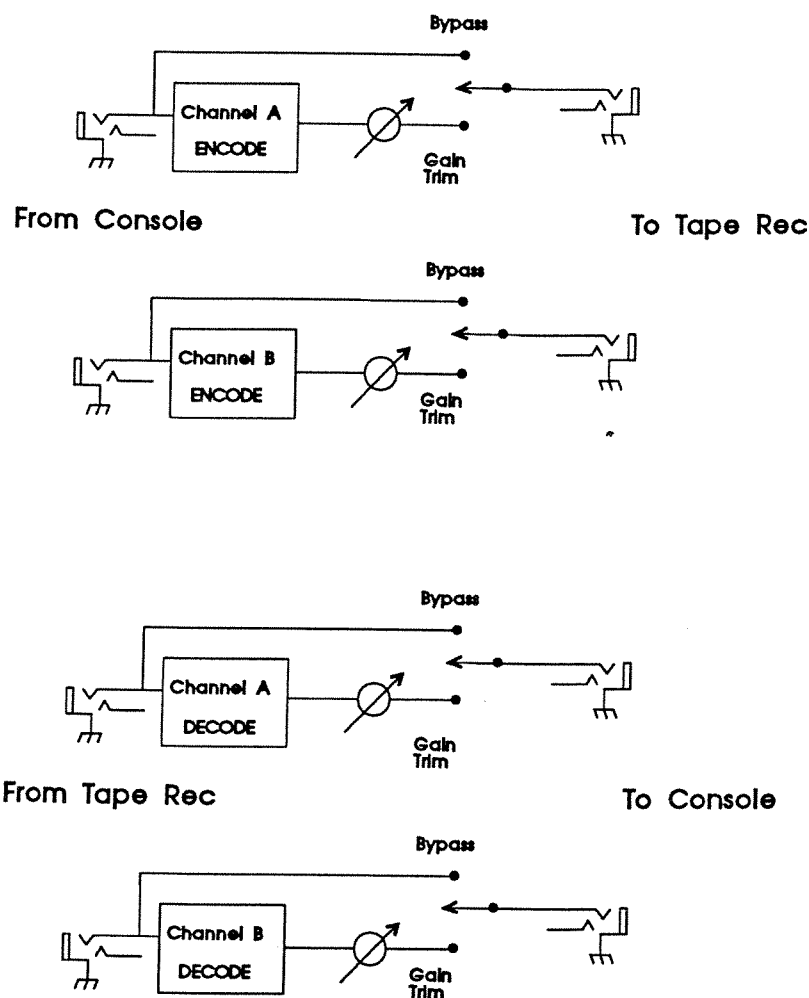 Bypass
Channel A
ENCODE
Gain
Trim
From Console
To Tape Rec
Bypass
Channel B
ENCODE
Gain
Trim
Bypass
Channel A
DECODE
Gain
Trim
From Tape Rec
To Console
Bypass
Channel B
DECODE
Gain
Trim